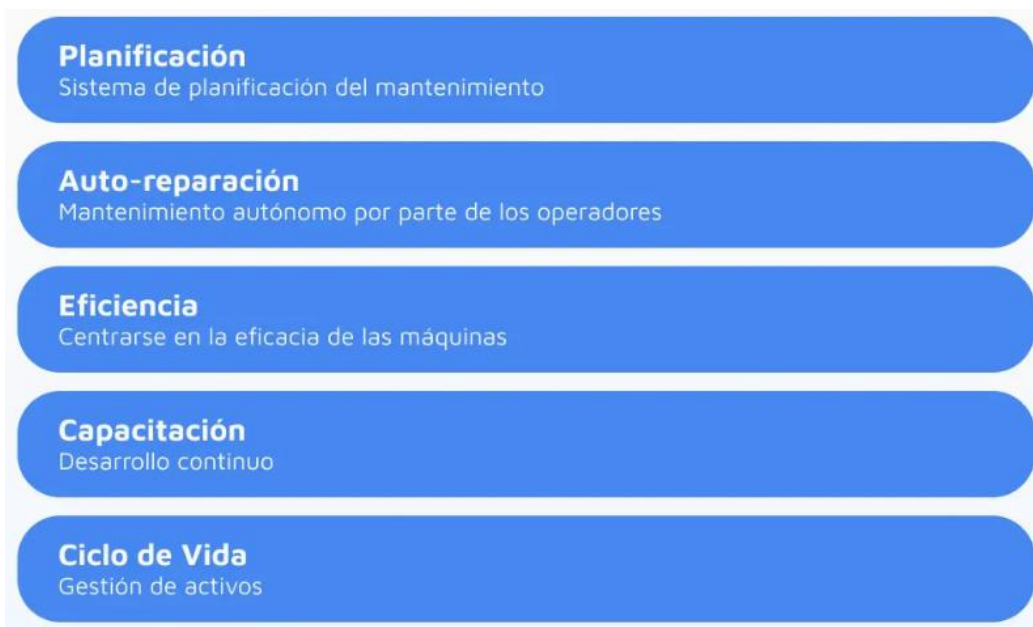 Planificación
Sistema de planificación del mantenimiento
Auto-reparación
Mantenimiento autónomo por parte de los operadores
Eficiencia
Centrarse en la eficacia de las máquinas
Capacitación
Desarrollo continuo
Ciclo de Vida
Gestión de activos